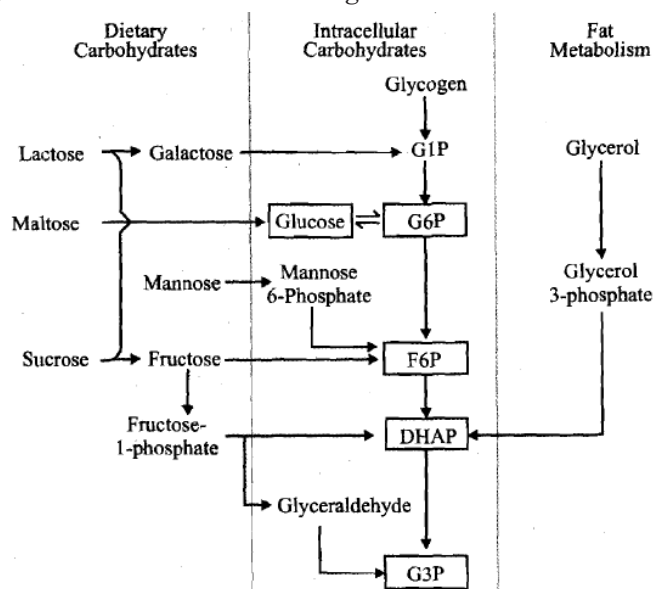 Dietary
Carbohydrates
Intracellular
Carbohydrates
Fat
Metabolism
Glycogen
Lactose
Galactose
G1P
Glycerol
Maltose
Glucose
G6P
Mannose
Mannose
6-Phosphate
Glycerol
3-phosphate
Sucrose
Fructose
F6P
Fructose-
1-phosphate
DHAP
Glyceraldehyde
G3P